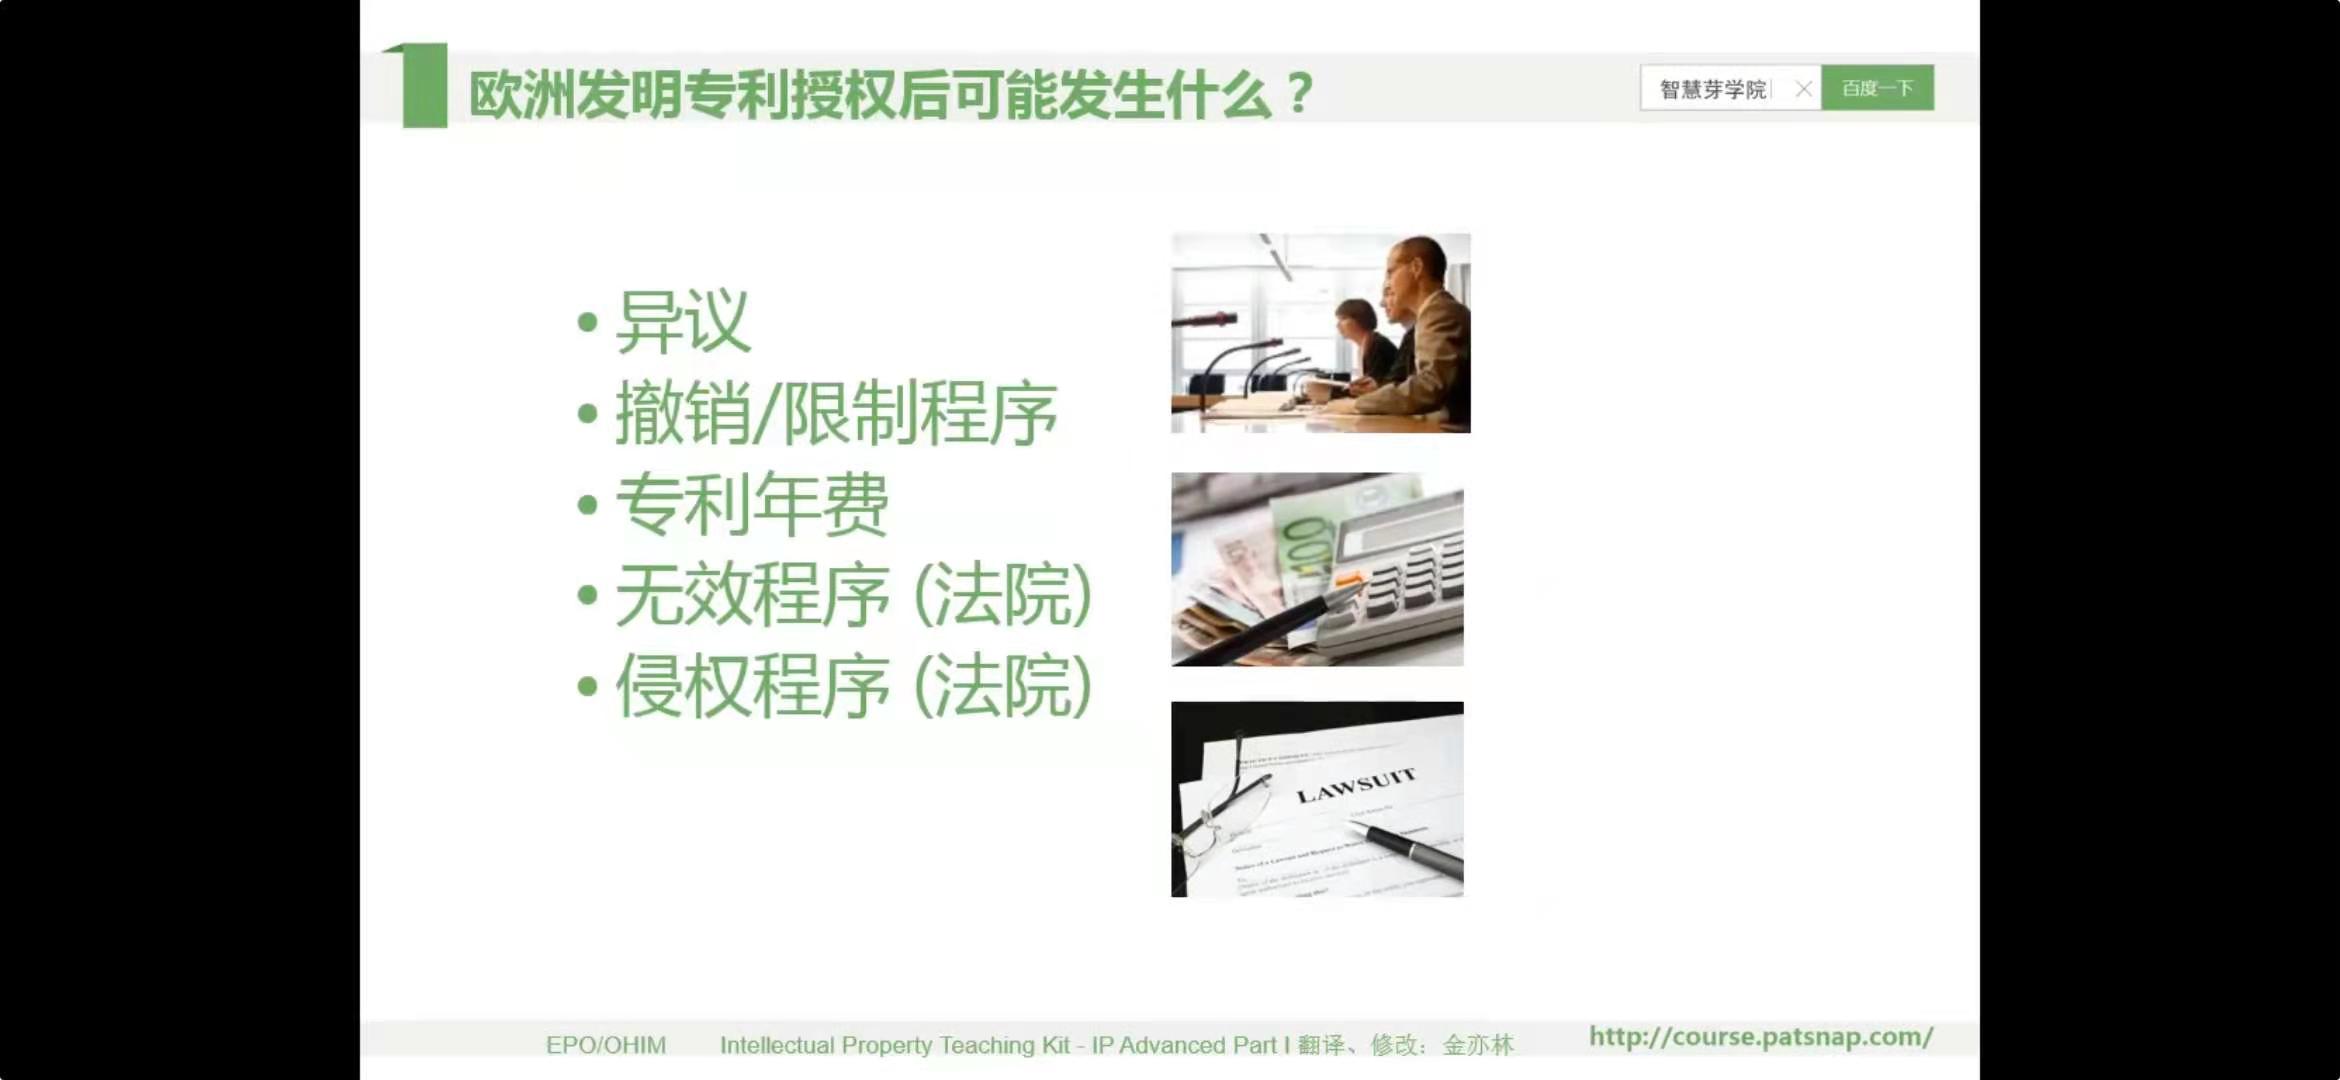 欧洲发明专利授权后可能发生什么？
智慧芽学院
百度一下
• 异议
• 撤销/限制程序
• 专利年费
• 无效程序 (法院)
• 侵权程序 (法院)
LAWSUIT
EPO/OHIM Intellectual Property Teaching Kit - IP Advanced Part I 翻译、修改：金亦林
http://course.patsnap.com/